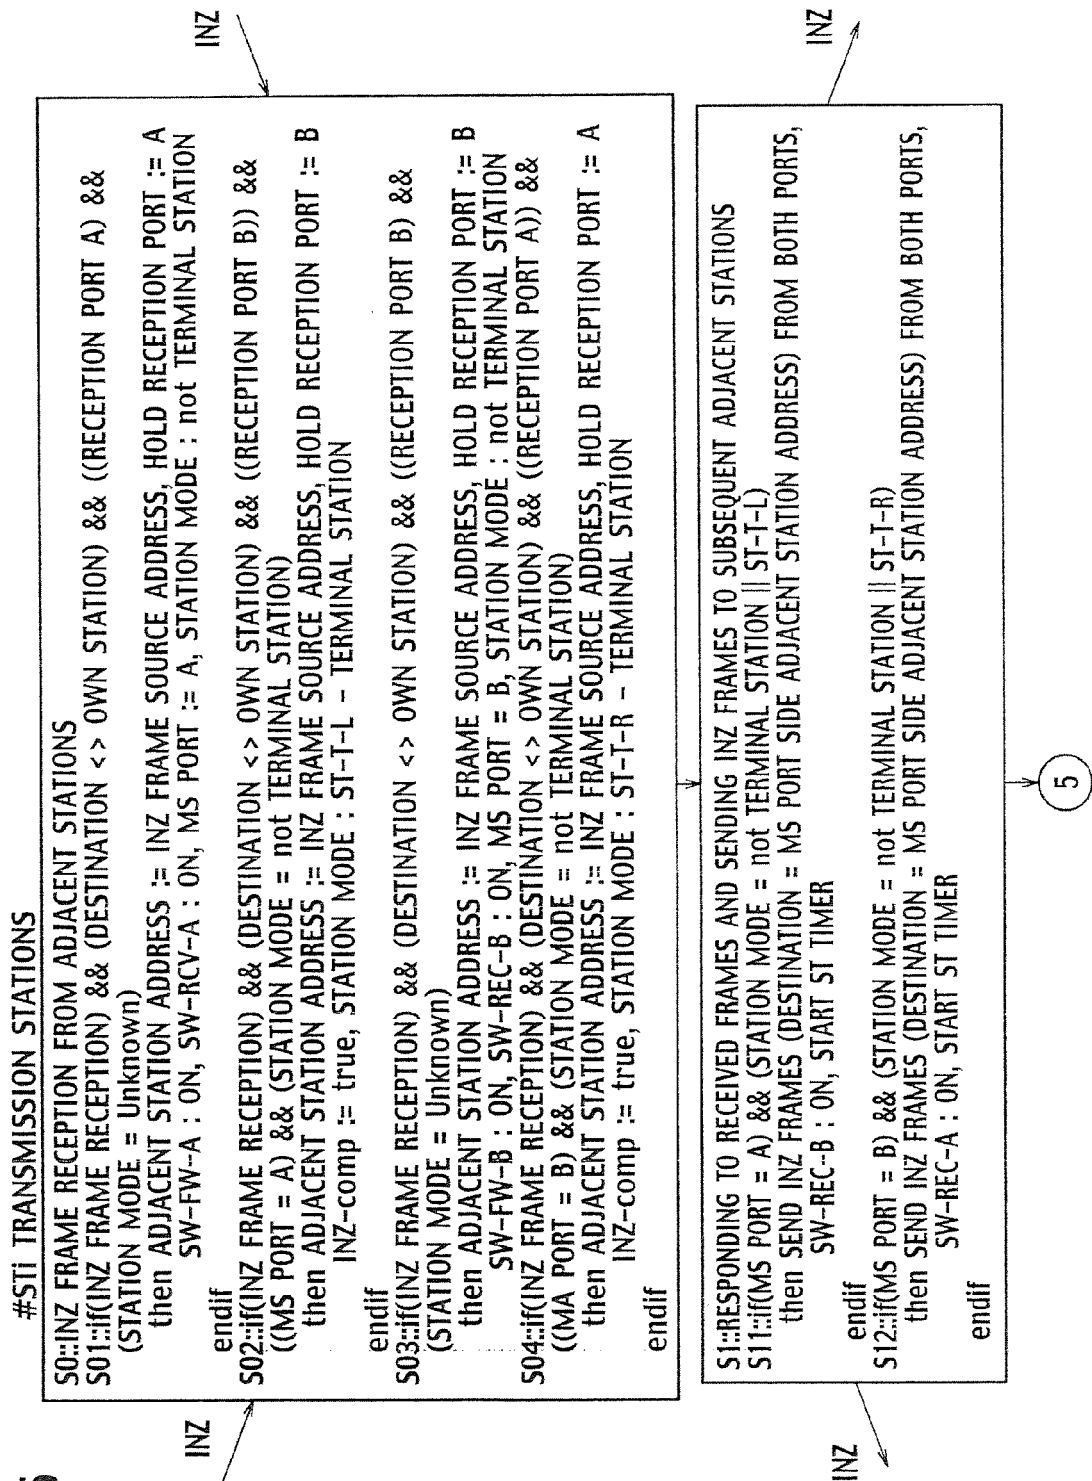 #STi TRANSMISSION STATIONS
INZ
INZ
S0::INZ FRAME RECEPTION FROM ADJACENT STATIONS
S01::if(INZ FRAME RECEPTION) && (DESTINATION <> OWN STATION) && ((RECEPTION PORT A) &&
(STATION MODE = Unknown)
then ADJACENT STATION ADDRESS := INZ FRAME SOURCE ADDRESS, HOLD RECEPTION PORT := A
SW-FW-A : ON, SW-RCV-A : ON, MS PORT := A, STATION MODE : not TERMINAL STATION
endif
S02::if(INZ FRAME RECEPTION) && (DESTINATION <> OWN STATION) && ((RECEPTION PORT B)) &&
((MS PORT = A) && (STATION MODE = not TERMINAL STATION)
then ADJACENT STATION ADDRESS := INZ FRAME SOURCE ADDRESS, HOLD RECEPTION PORT := B
INZ-comp := true, STATION MODE : ST-T-L - TERMINAL STATION
endif
S03::if(INZ FRAME RECEPTION) && (DESTINATION <> OWN STATION) && ((RECEPTION PORT B) &&
(STATION MODE = Unknown)
then ADJACENT STATION ADDRESS := INZ FRAME SOURCE ADDRESS, HOLD RECEPTION PORT := B
SW-FW-B : ON, SW-REC-B : ON, MS PORT = B, STATION MODE : not TERMINAL STATION
S04::if(INZ FRAME RECEPTION) && (DESTINATION <> OWN STATION) && ((RECEPTION PORT A)) &&
((MA PORT = B) && (STATION MODE = not TERMINAL STATION)
then ADJACENT STATION ADDRESS := INZ FRAME SOURCE ADDRESS, HOLD RECEPTION PORT := A
INZ-comp := true, STATION MODE : ST-T-R - TERMINAL STATION
endif
S1::RESPONDING TO RECEIVED FRAMES AND SENDING INZ FRAMES TO SUBSEQUENT ADJACENT STATIONS
S11::if(MS PORT = A) && (STATION MODE = not TERMINAL STATION || ST-T-L)
then SEND INZ FRAMES (DESTINATION = MS PORT SIDE ADJACENT STATION ADDRESS) FROM BOTH PORTS,
SW-REC-B : ON, START ST TIMER
endif
S12::if(MS PORT = B) && (STATION MODE = not TERMINAL STATION || ST-T-R)
then SEND INZ FRAMES (DESTINATION = MS PORT SIDE ADJACENT STATION ADDRESS) FROM BOTH PORTS,
SW-REC-A : ON, START ST TIMER
endif
INZ
INZ
5